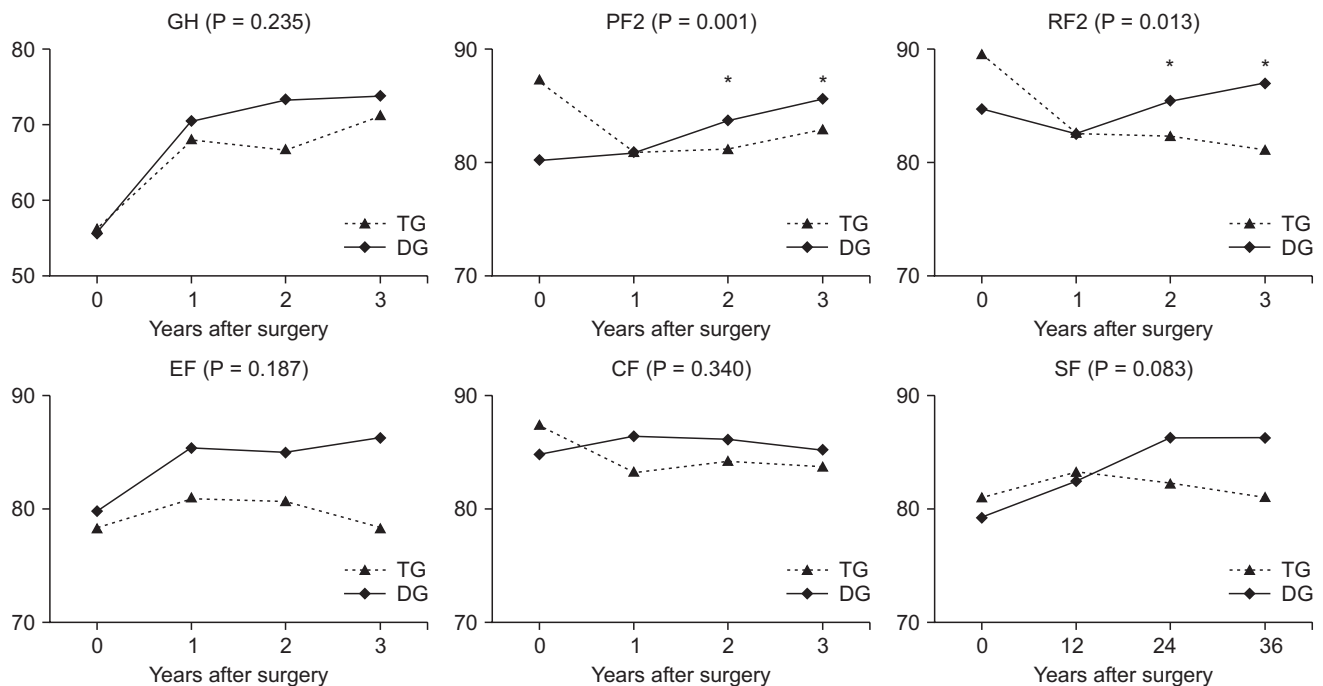 GH (P = 0.235)
80
70
60
50
TG
DG
0 1 2 3
Years after surgery
PF2 (P = 0.001)
90
80
70
* *
TG
DG
0 1 2 3
Years after surgery
RF2 (P = 0.013)
90
80
70
* *
TG
DG
0 1 2 3
Years after surgery
EF (P = 0.187)
90
80
70
TG
DG
0 1 2 3
Years after surgery
CF (P = 0.340)
90
80
70
TG
DG
0 1 2 3
Years after surgery
SF (P = 0.083)
90
80
70
TG
DG
0 12 24 36
Years after surgery